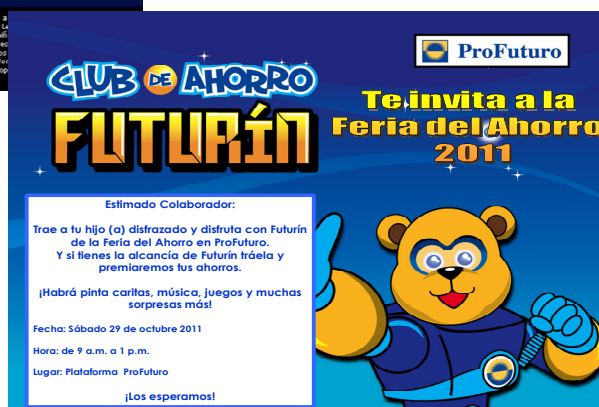 CLUB DE AHORRO
FUTURÍN
ProFuturo
Te invita a la
Feria del Ahorro
2011
Estimado Colaborador:
Trae a tu hijo (a) disfrazado y disfruta con Futurín
de la Feria del Ahorro en ProFuturo.
Y si tienes la alcancía de Futurín tráela y
premiaremos tus ahorros.
¡Habrá pinta caritas, música, juegos y muchas
sorpresas más!
Fecha: Sábado 29 de octubre 2011
Hora: de 9 a.m. a 1 p.m.
Lugar: Plataforma ProFuturo
¡Los esperamos!